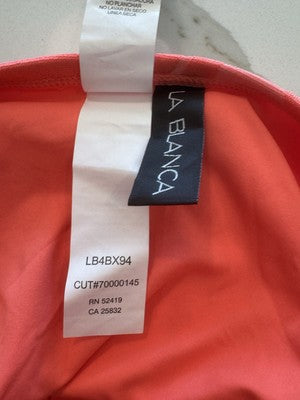 NO PLANCHAR
NO LAVAR EN SECO
LINEA SECA
LA BLANCA
LB4BX94
CUT#70000145
RN 52419
CA 25832